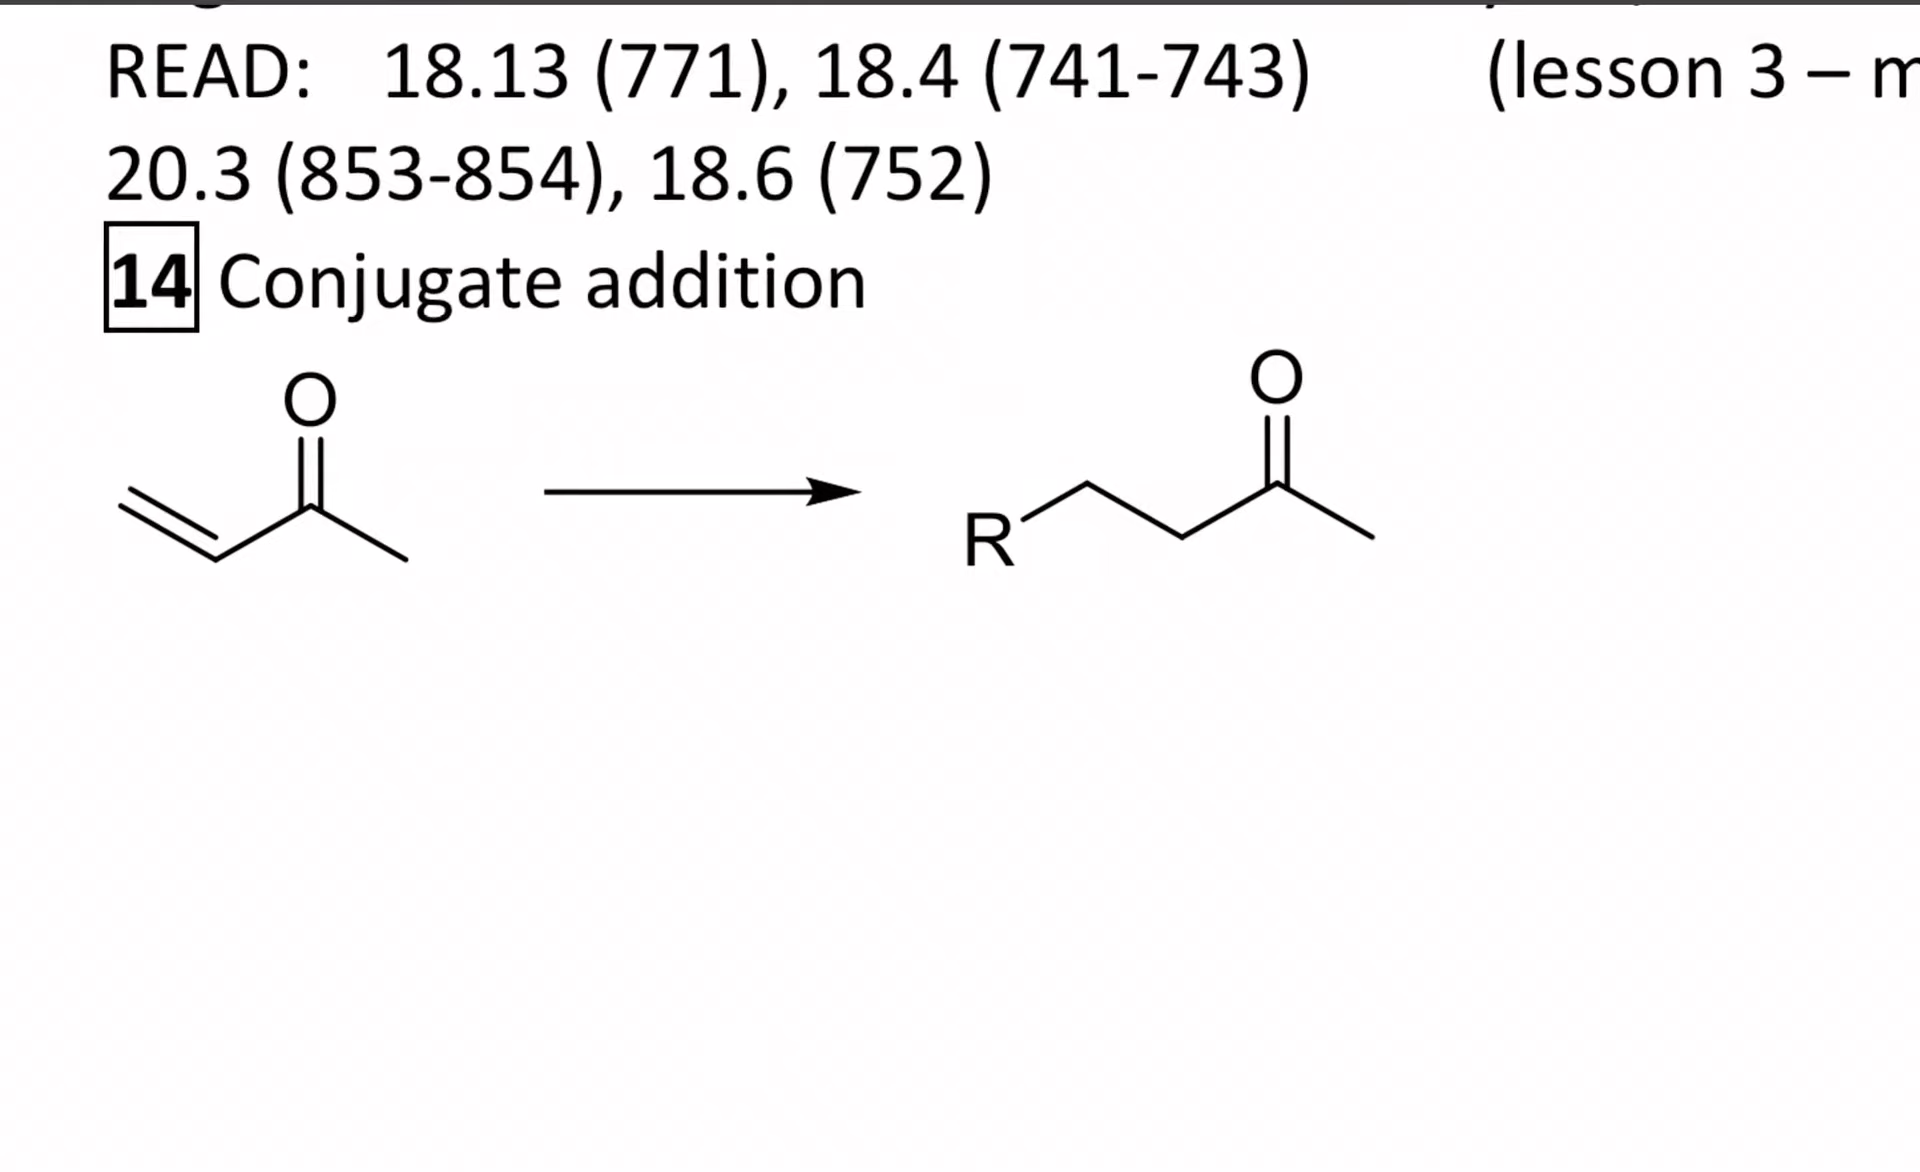 READ: 18.13 (771), 18.4 (741-743) (lesson 3 – m
20.3 (853-854), 18.6 (752)
14 Conjugate addition
O
O
R